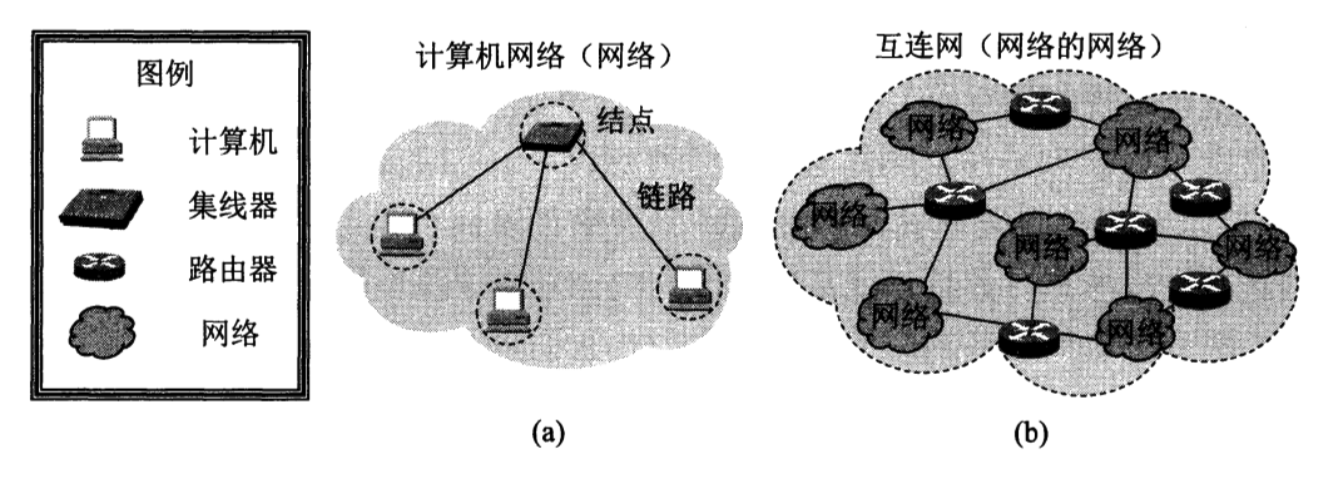 图例
计算机
集线器
路由器
网络
计算机网络（网络）
结点
链路
(a)
互连网（网络的网络）
网络
网络
网络
网络
网络
网络
网络
(b)